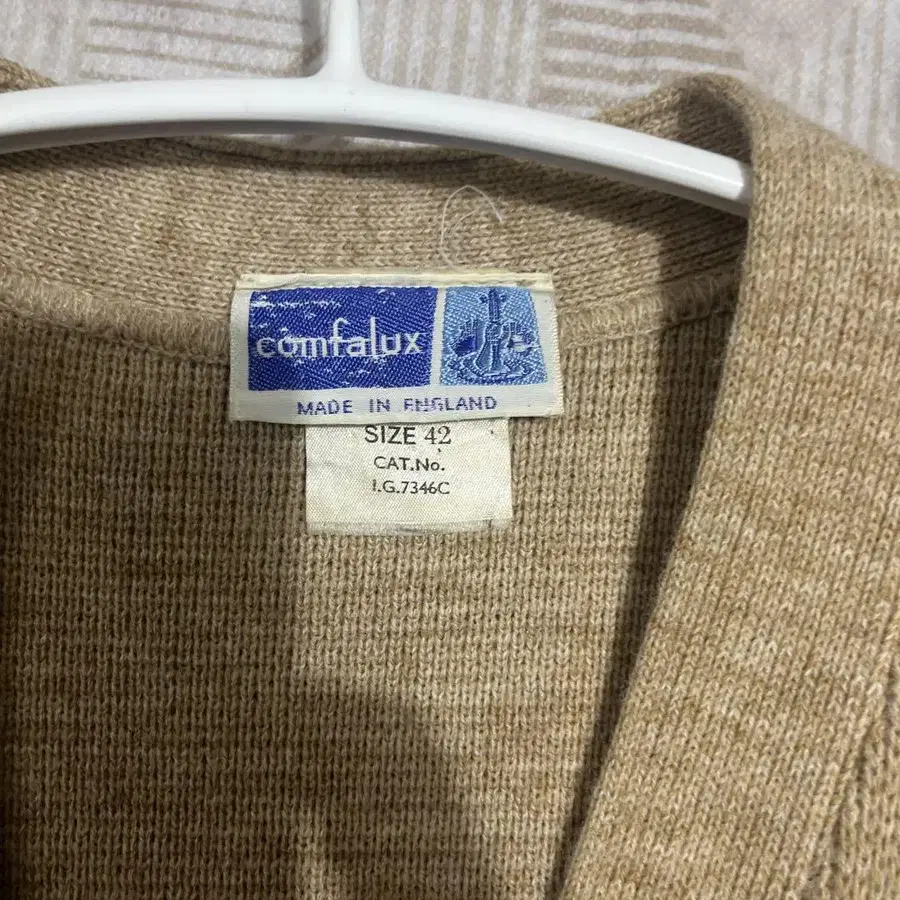 comfalux
MADE IN ENGLAND
SIZE 42
CAT.No.
I.G.7346C